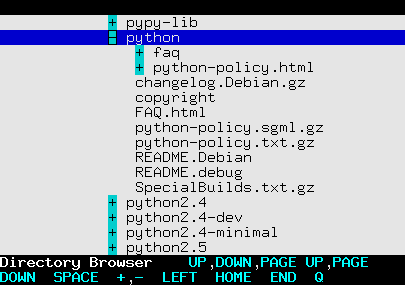 + pypy-lib
- python
+ faq
+ python-policy.html
changelog.Debian.gz
copyright
FAQ.html
python-policy.sgml.gz
python-policy.txt.gz
README.Debian
README.debug
SpecialBuilds.txt.gz
+ python2.4
+ python2.4-dev
+ python2.4-minimal
+ python2.5
Directory Browser UP,DOWN,PAGE UP,PAGE
DOWN SPACE +,- LEFT HOME END Q